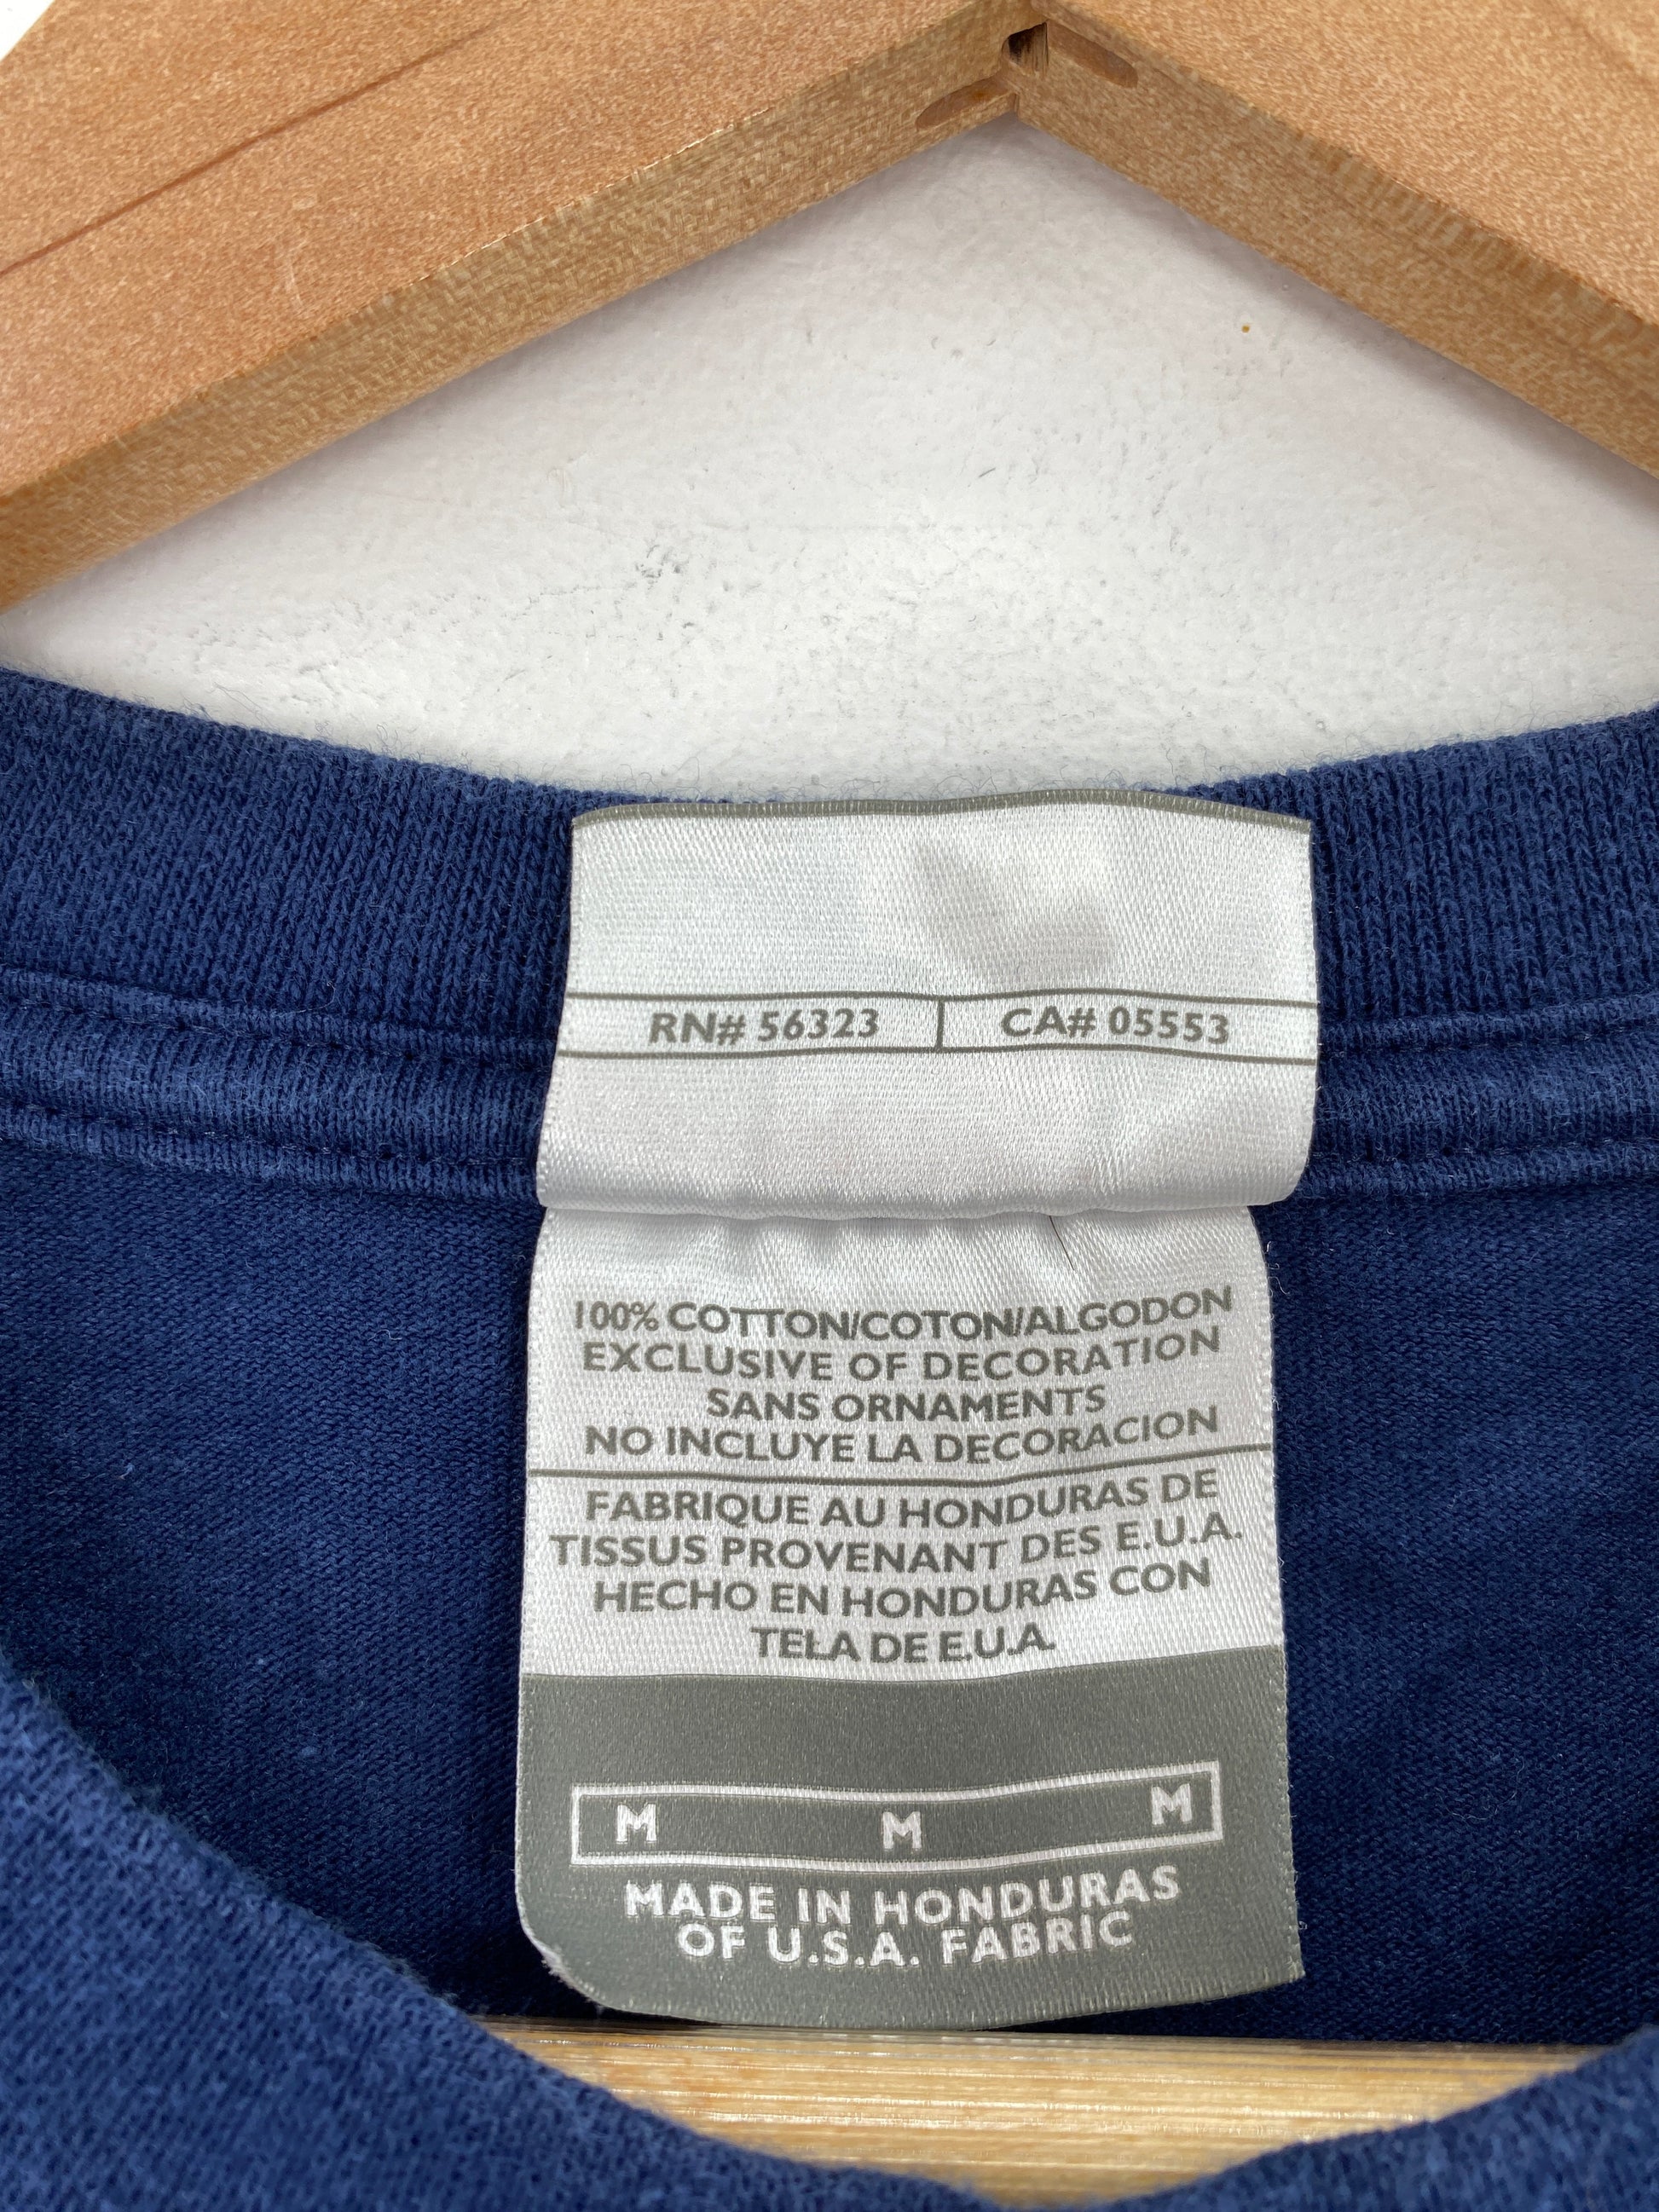 RN# 56323 CA# 05553
100% COTTON/COTON/ALGODON
EXCLUSIVE OF DECORATION
SANS ORNAMENTS
NO INCLUYE LA DECORACION
FABRIQUE AU HONDURAS DE
TISSUS PROVENANT DES E.U.A.
HECHO EN HONDURAS CON
TELA DE E.U.A.
M M M
MADE IN HONDURAS
OF U.S.A. FABRIC